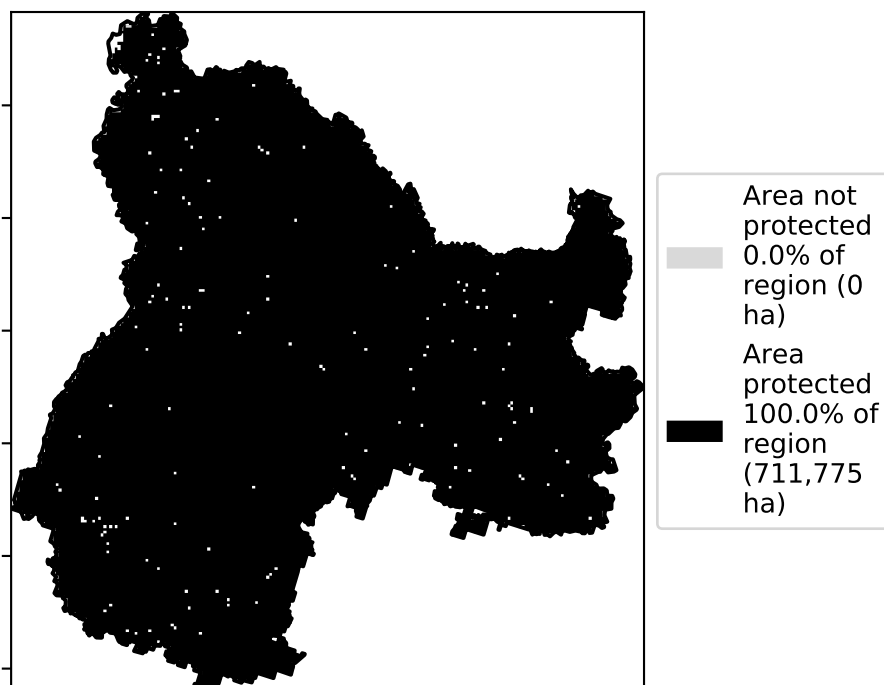 Area not
protected
0.0% of
region (0
ha)
Area
protected
100.0% of
region
(711,775
ha)